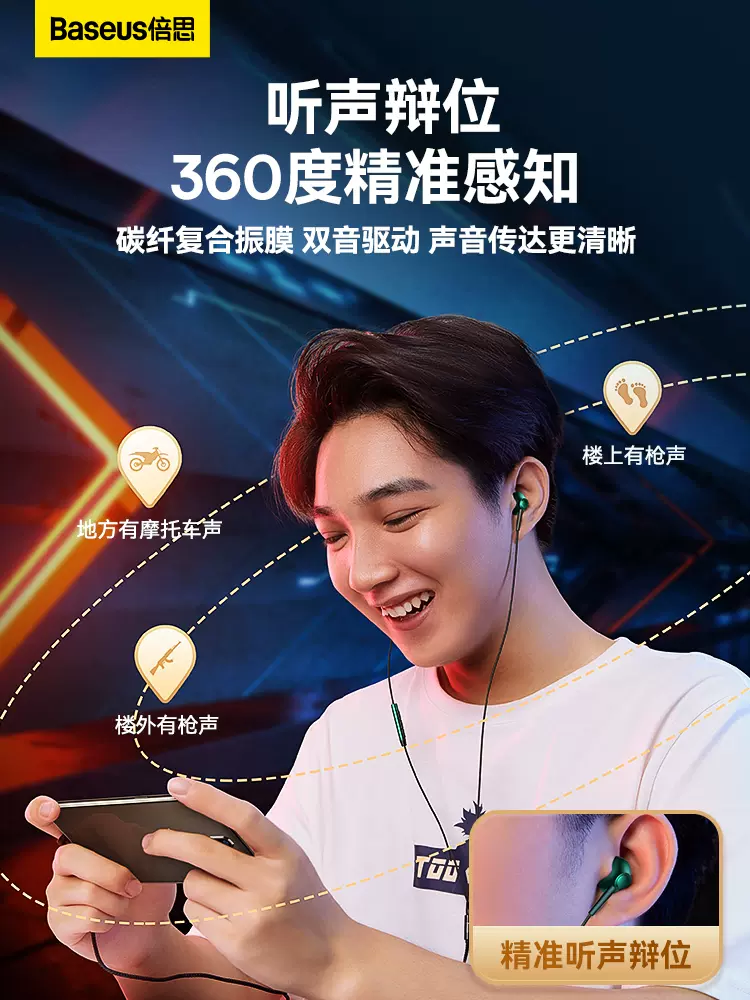 Baseus倍思
听声辩位
360度精准感知
碳纤复合振膜 双音驱动 声音传达更清晰
楼上有枪声
地方有摩托车声
楼外有枪声
TOO
精准听声辩位